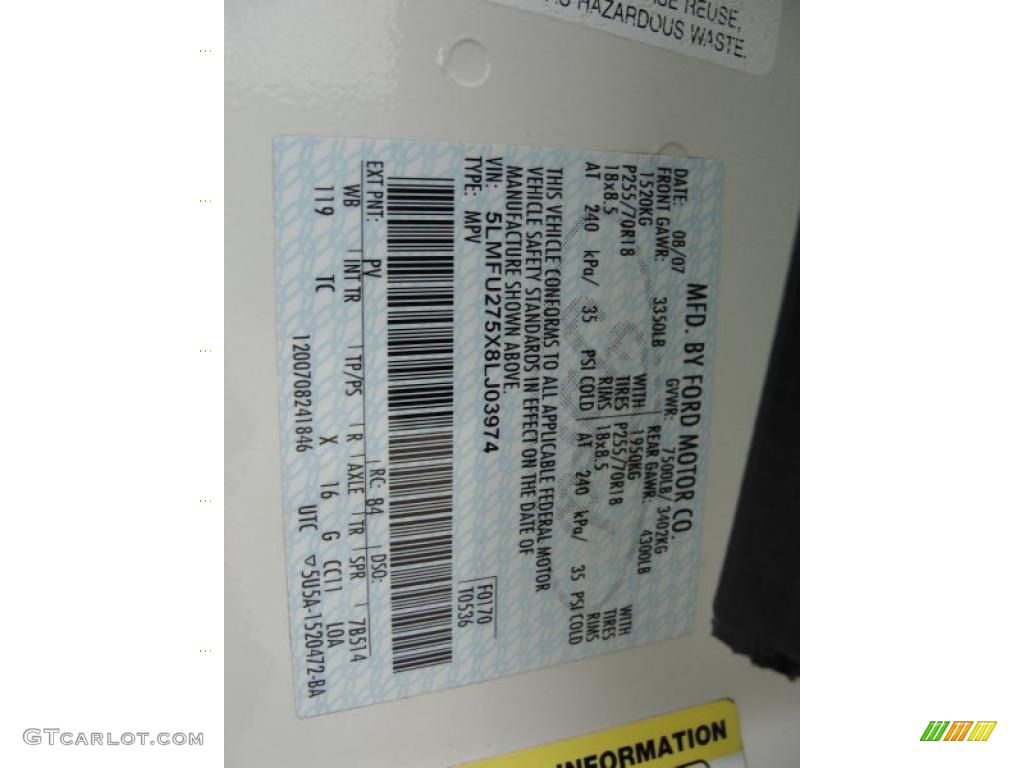 SE REUSE,
HAZARDOUS WASTE.
MFD. BY FORD MOTOR CO.
DATE: 08/07 GVWR: 7500LB/ 3402KG
FRONT GAWR: 3350LB REAR GAWR: 4300LB
1520KG WITH 1950KG WITH
P255/70R18 TIRES P255/70R18 TIRES
18x8.5 RIMS 18x8.5 RIMS
AT 240 kPa/ 35 PSI COLD AT 240 kPa/ 35 PSI COLD
THIS VEHICLE CONFORMS TO ALL APPLICABLE FEDERAL MOTOR
VEHICLE SAFETY STANDARDS IN EFFECT ON THE DATE OF
MANUFACTURE SHOWN ABOVE.
VIN: 5LMFU275X8LJ03974
TYPE: MPV
F0170
T0536
EXT PNT: PV RC: 84 DSO:
WB INT TR TP/PS R AXLE TR SPR 7B514
119 TC X 16 G CC11 LOA
1200708241846 UTC ▽5U5A-1520472-BA
INFORMATION
GTCARLOT.COM